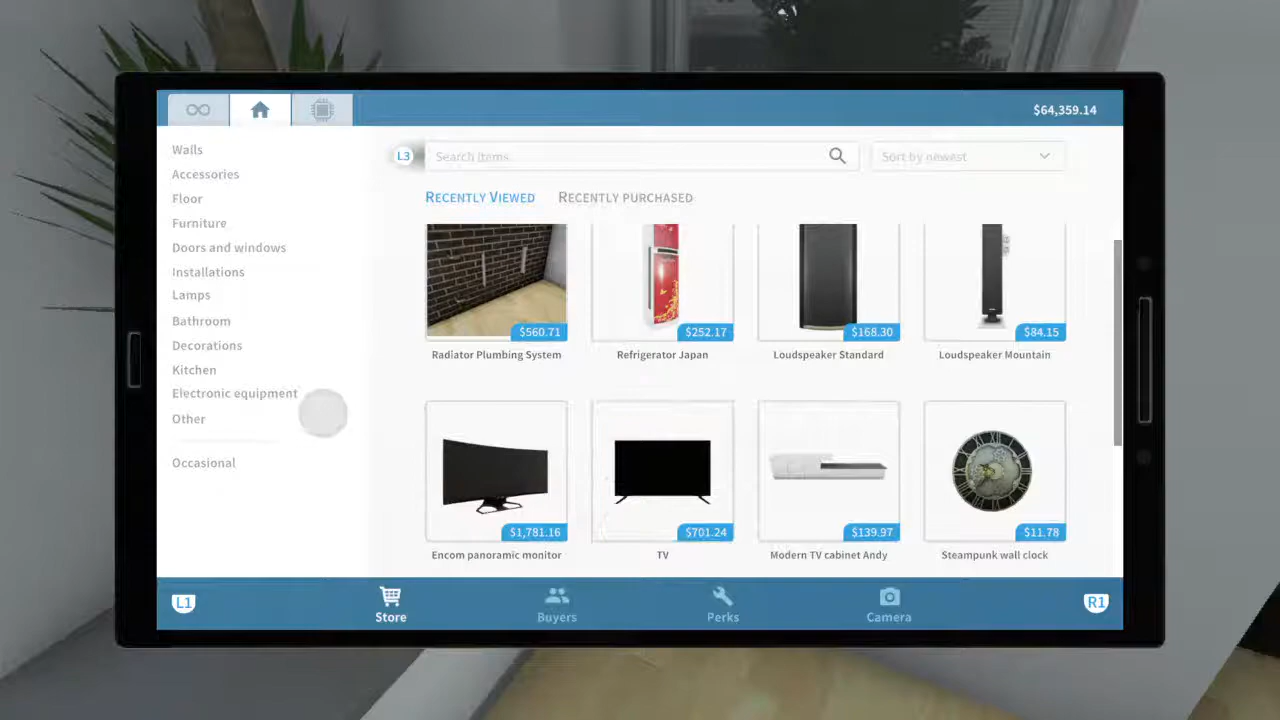 $64,359.14
Walls
Accessories
Floor
Furniture
Doors and windows
Installations
Lamps
Bathroom
Decorations
Kitchen
Electronic equipment
Other
Occasional
L3
Search items...
Sort by newest
RECENTLY VIEWED
RECENTLY PURCHASED
$560.71
$252.17
$168.30
$84.15
Radiator Plumbing System
Refrigerator Japan
Loudspeaker Standard
Loudspeaker Mountain
$1,781.16
$701.24
$139.97
$11.78
Encom panoramic monitor
TV
Modern TV cabinet Andy
Steampunk wall clock
L1
Store
Buyers
Perks
Camera
R1